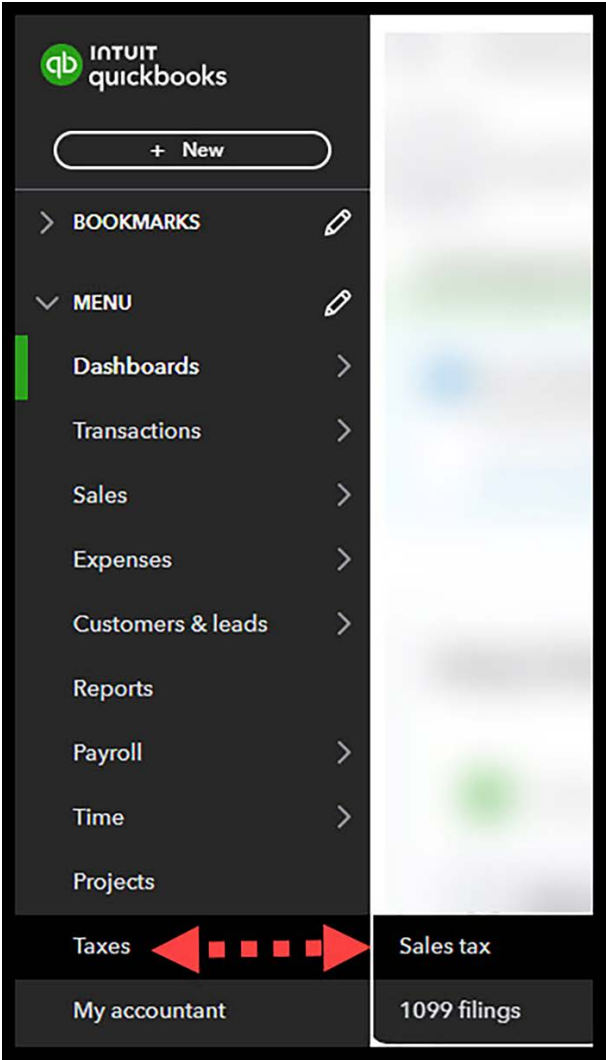 qb INTUIT
quickbooks
+ New
BOOKMARKS
MENU
Dashboards
Transactions
Sales
Expenses
Customers & leads
Reports
Payroll
Time
Projects
Taxes
Sales tax
My accountant
1099 filings